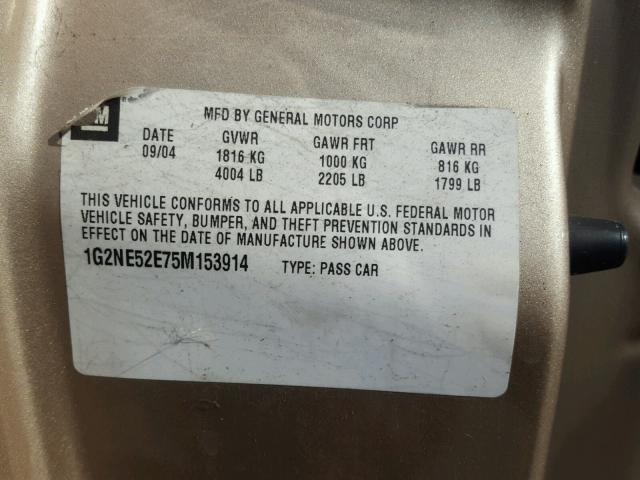 M
MFD BY GENERAL MOTORS CORP
DATE GVWR GAWR FRT GAWR RR
09/04 1816 KG 1000 KG 816 KG
4004 LB 2205 LB 1799 LB
THIS VEHICLE CONFORMS TO ALL APPLICABLE U.S. FEDERAL MOTOR
VEHICLE SAFETY, BUMPER, AND THEFT PREVENTION STANDARDS IN
EFFECT ON THE DATE OF MANUFACTURE SHOWN ABOVE.
1G2NE52E75M153914 TYPE: PASS CAR